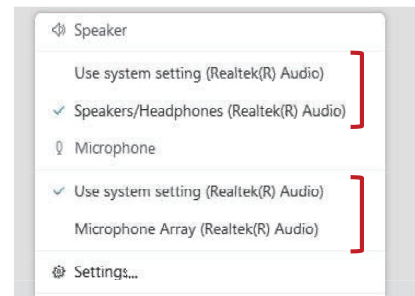 Speaker
Use system setting (Realtek(R) Audio)
Speakers/Headphones (Realtek(R) Audio)
Microphone
Use system setting (Realtek(R) Audio)
Microphone Array (Realtek(R) Audio)
Settings...